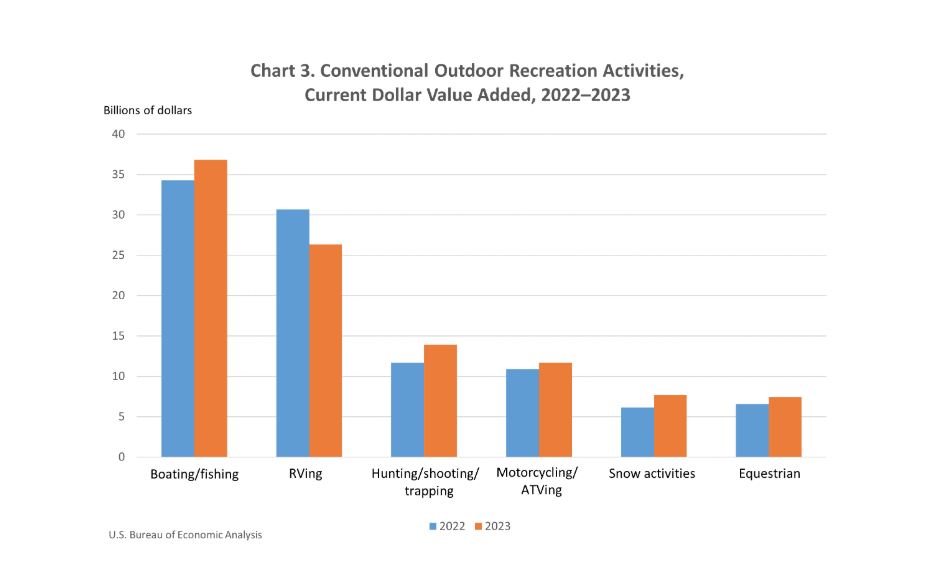 Chart 3. Conventional Outdoor Recreation Activities,
Current Dollar Value Added, 2022–2023
Billions of dollars
40
35
30
25
20
15
10
5
0
Boating/fishing
RVing
Hunting/shooting/
trapping
Motorcycling/
ATVing
Snow activities
Equestrian
2022 2023
U.S. Bureau of Economic Analysis